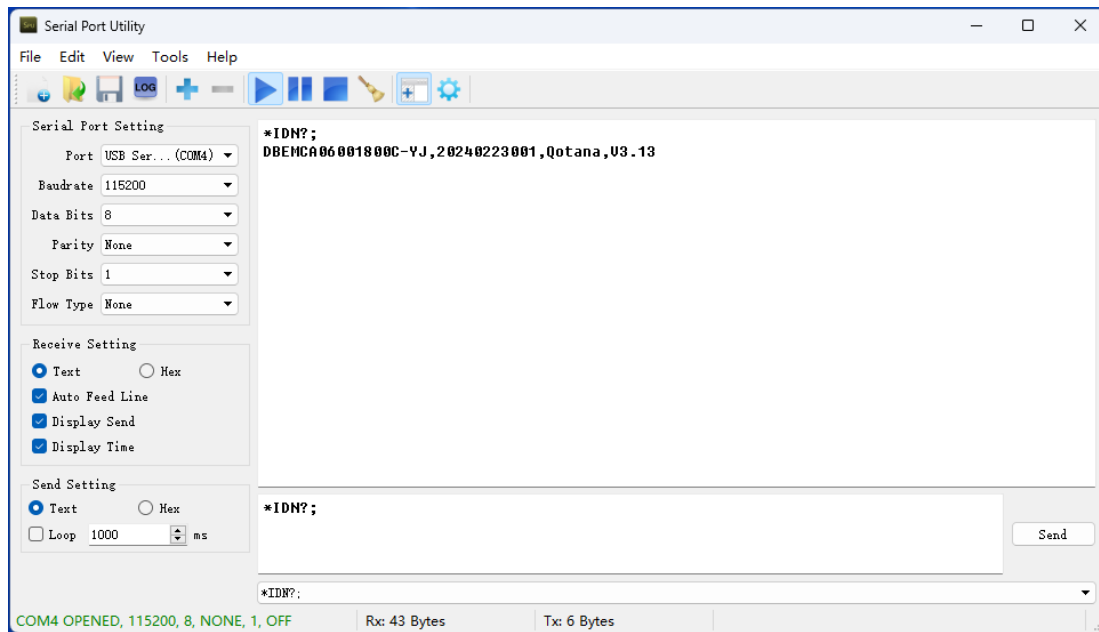 Serial Port Utility
File Edit View Tools Help
LOG
Serial Port Setting
Port USB Ser...(COM4)
Baudrate 115200
Data Bits 8
Parity None
Stop Bits 1
Flow Type None
Receive Setting
Text Hex
Auto Feed Line
Display Send
Display Time
Send Setting
Text Hex
Loop 1000 ms
*IDN?;
DBEMCA06001800C-YJ,20240223001,Qotana,V3.13
*IDN?;
Send
*IDN?;
COM4 OPENED, 115200, 8, NONE, 1, OFF Rx: 43 Bytes Tx: 6 Bytes